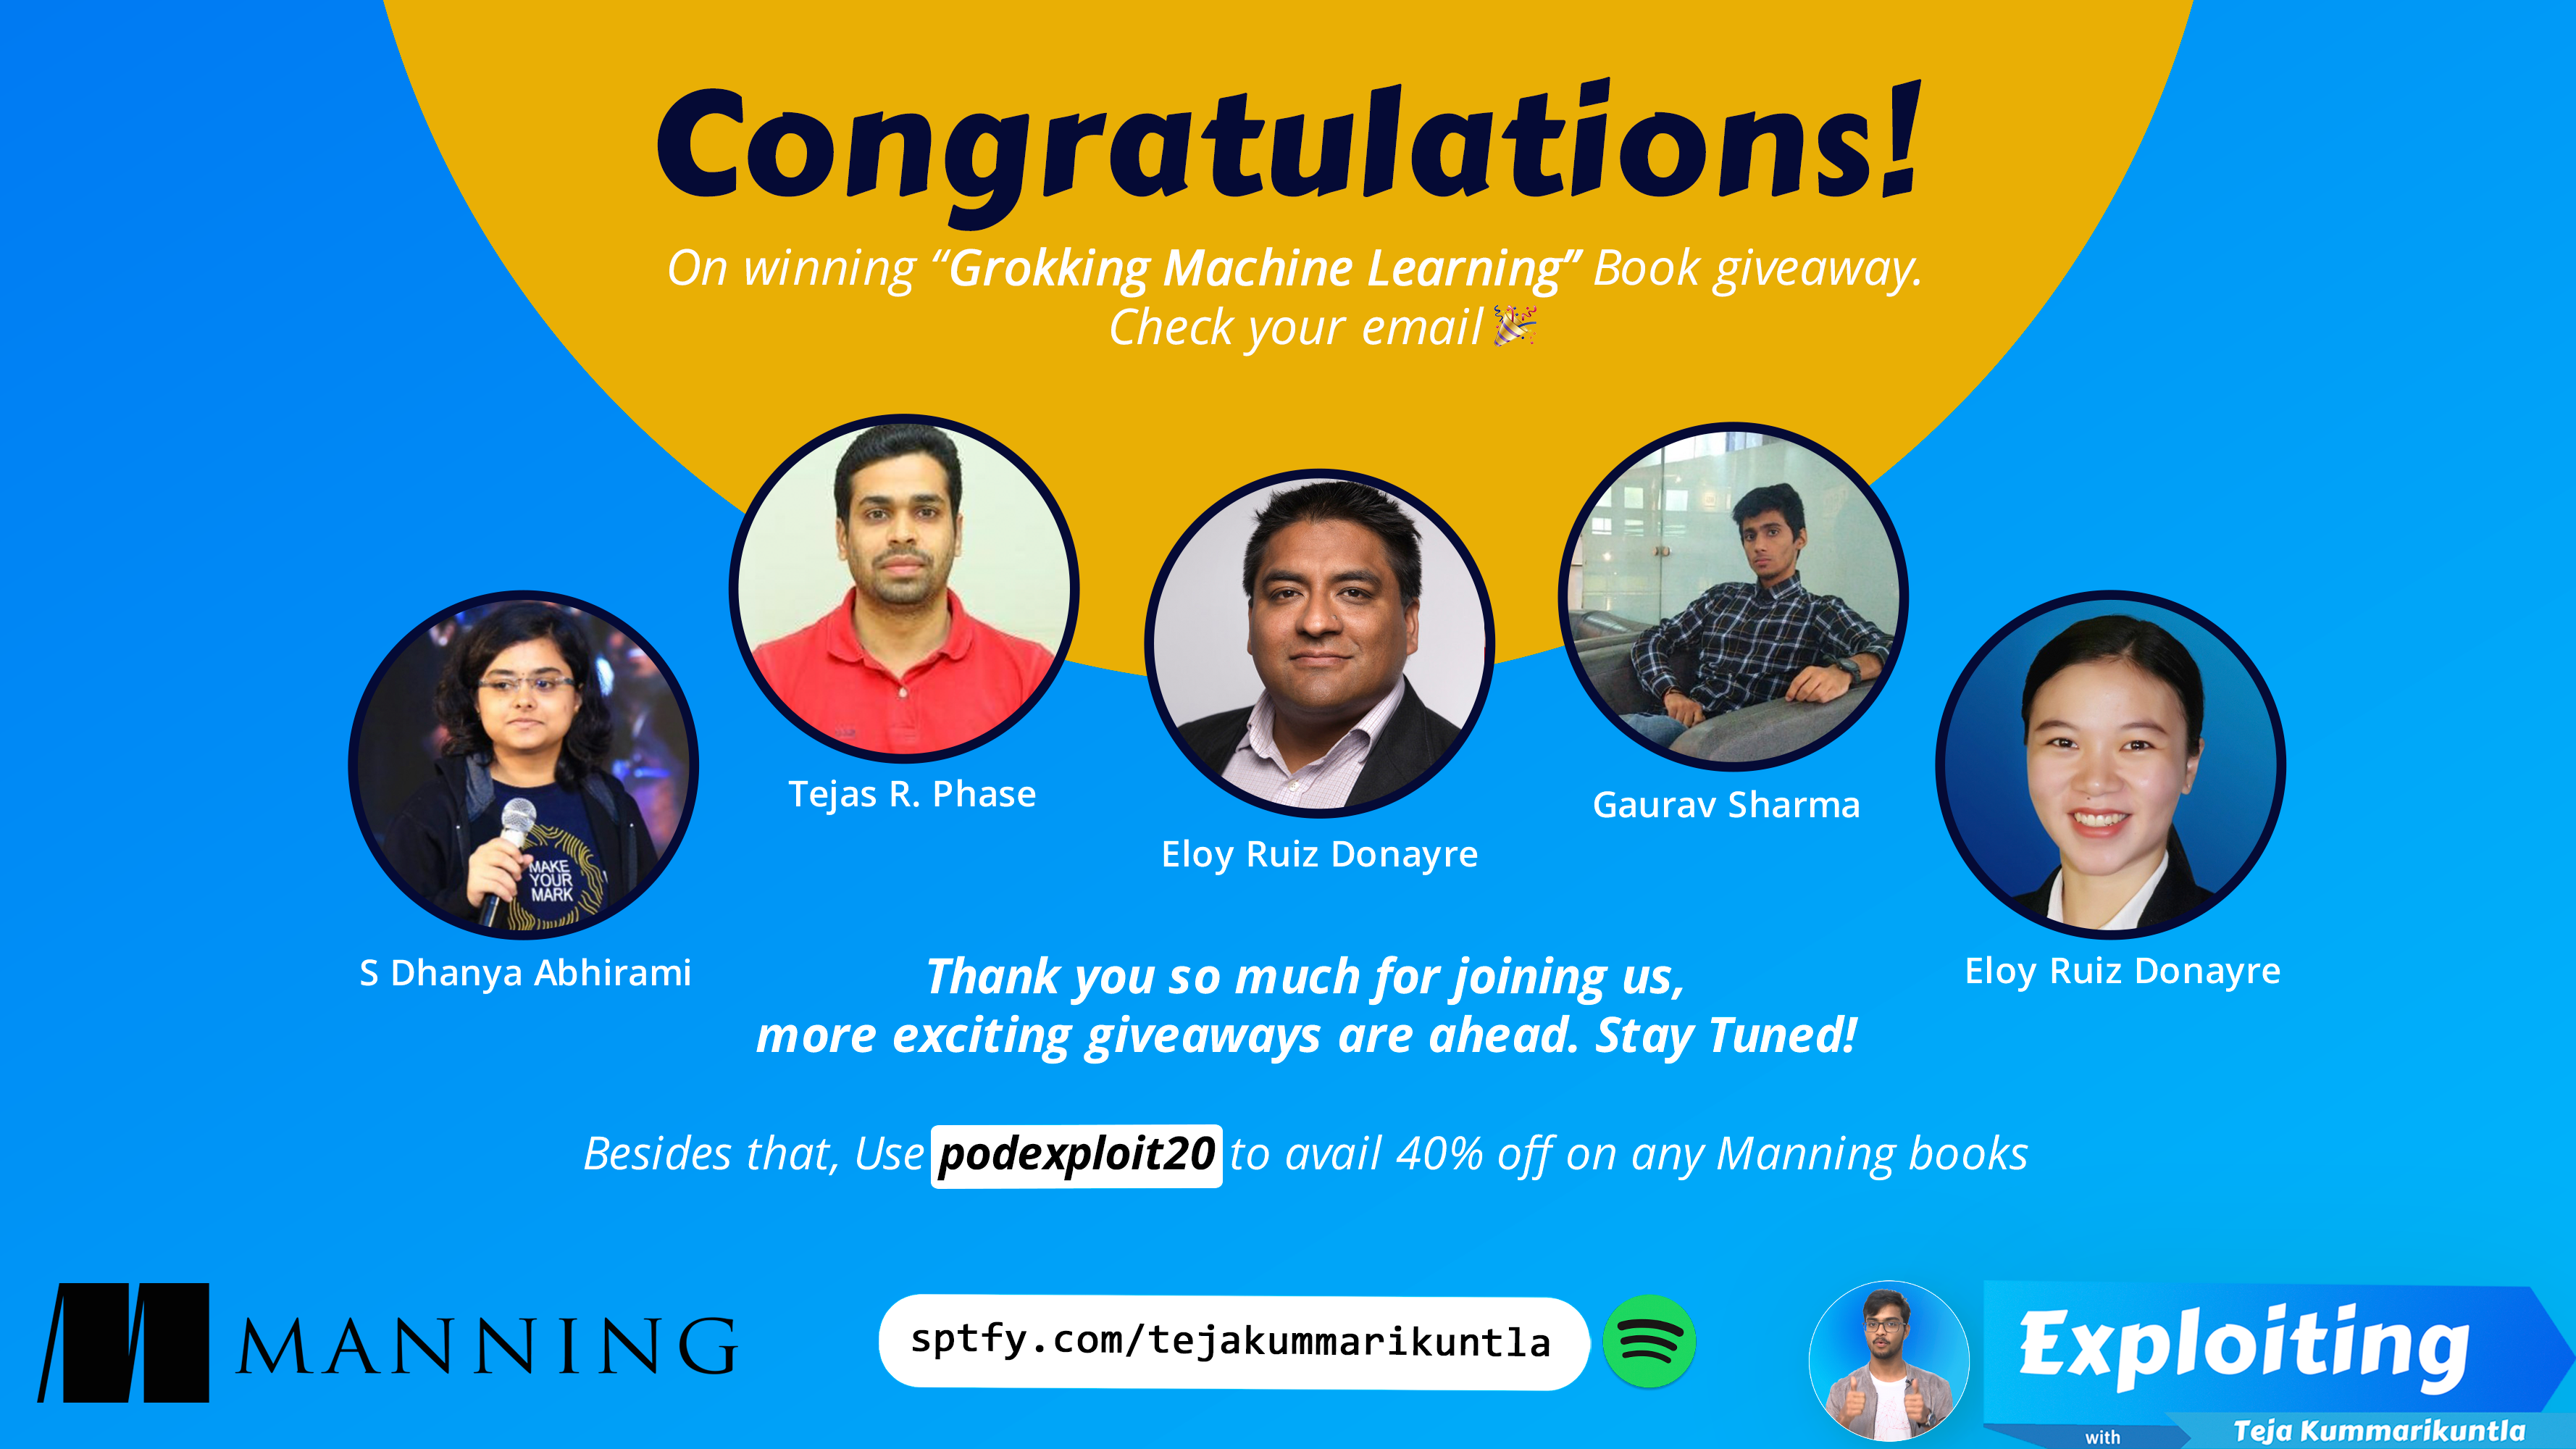 Congratulations!
On winning “Grokking Machine Learning” Book giveaway.
Check your email
Tejas R. Phase
Gaurav Sharma
Eloy Ruiz Donayre
MAKE
YOUR
MARK
S Dhanya Abhirami
Eloy Ruiz Donayre
Thank you so much for joining us,
more exciting giveaways are ahead. Stay Tuned!
Besides that, Use podexploit20 to avail 40% off on any Manning books
MANNING
sptfy.com/tejakummarikuntla
Exploiting
with Teja Kummarikuntla